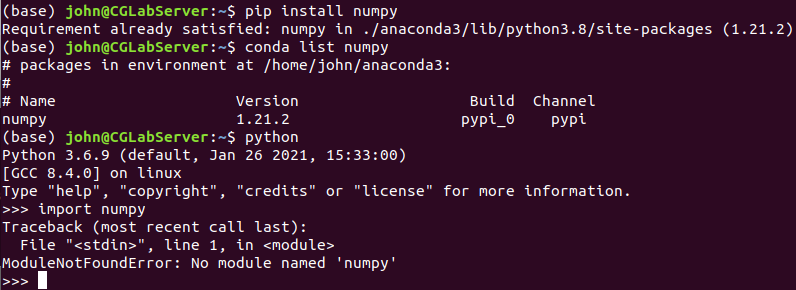 (base) john@CGLabServer:~$ pip install numpy
Requirement already satisfied: numpy in ./anaconda3/lib/python3.8/site-packages (1.21.2)
(base) john@CGLabServer:~$ conda list numpy
# packages in environment at /home/john/anaconda3:
#
# Name                    Version                   Build  Channel
numpy                     1.21.2                   pypi_0    pypi
(base) john@CGLabServer:~$ python
Python 3.6.9 (default, Jan 26 2021, 15:33:00)
[GCC 8.4.0] on linux
Type "help", "copyright", "credits" or "license" for more information.
>>> import numpy
Traceback (most recent call last):
  File "<stdin>", line 1, in <module>
ModuleNotFoundError: No module named 'numpy'
>>>